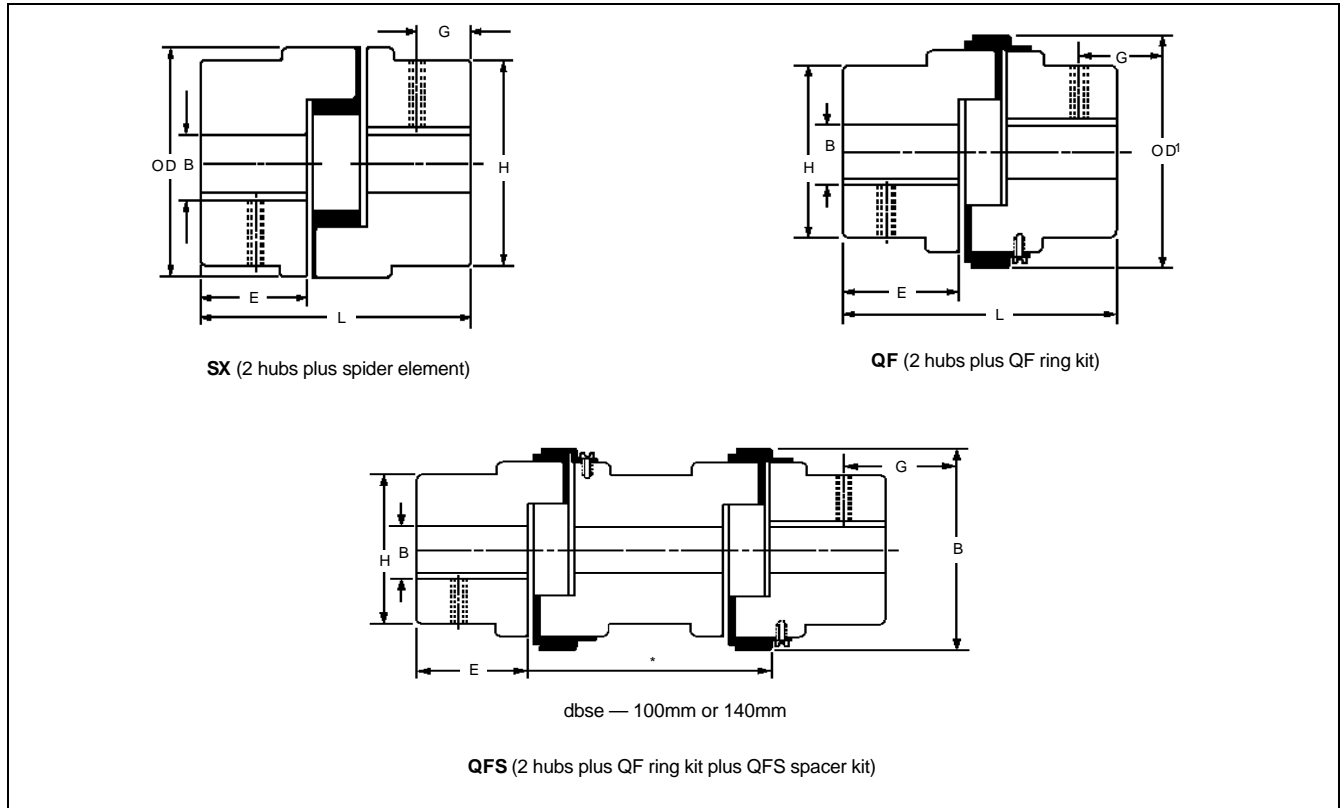 G
OD
B
H
E
L
SX (2 hubs plus spider element)
G
H
B
OD¹
E
L
QF (2 hubs plus QF ring kit)
G
H
B
B
E
*
dbse — 100mm or 140mm
QFS (2 hubs plus QF ring kit plus QFS spacer kit)